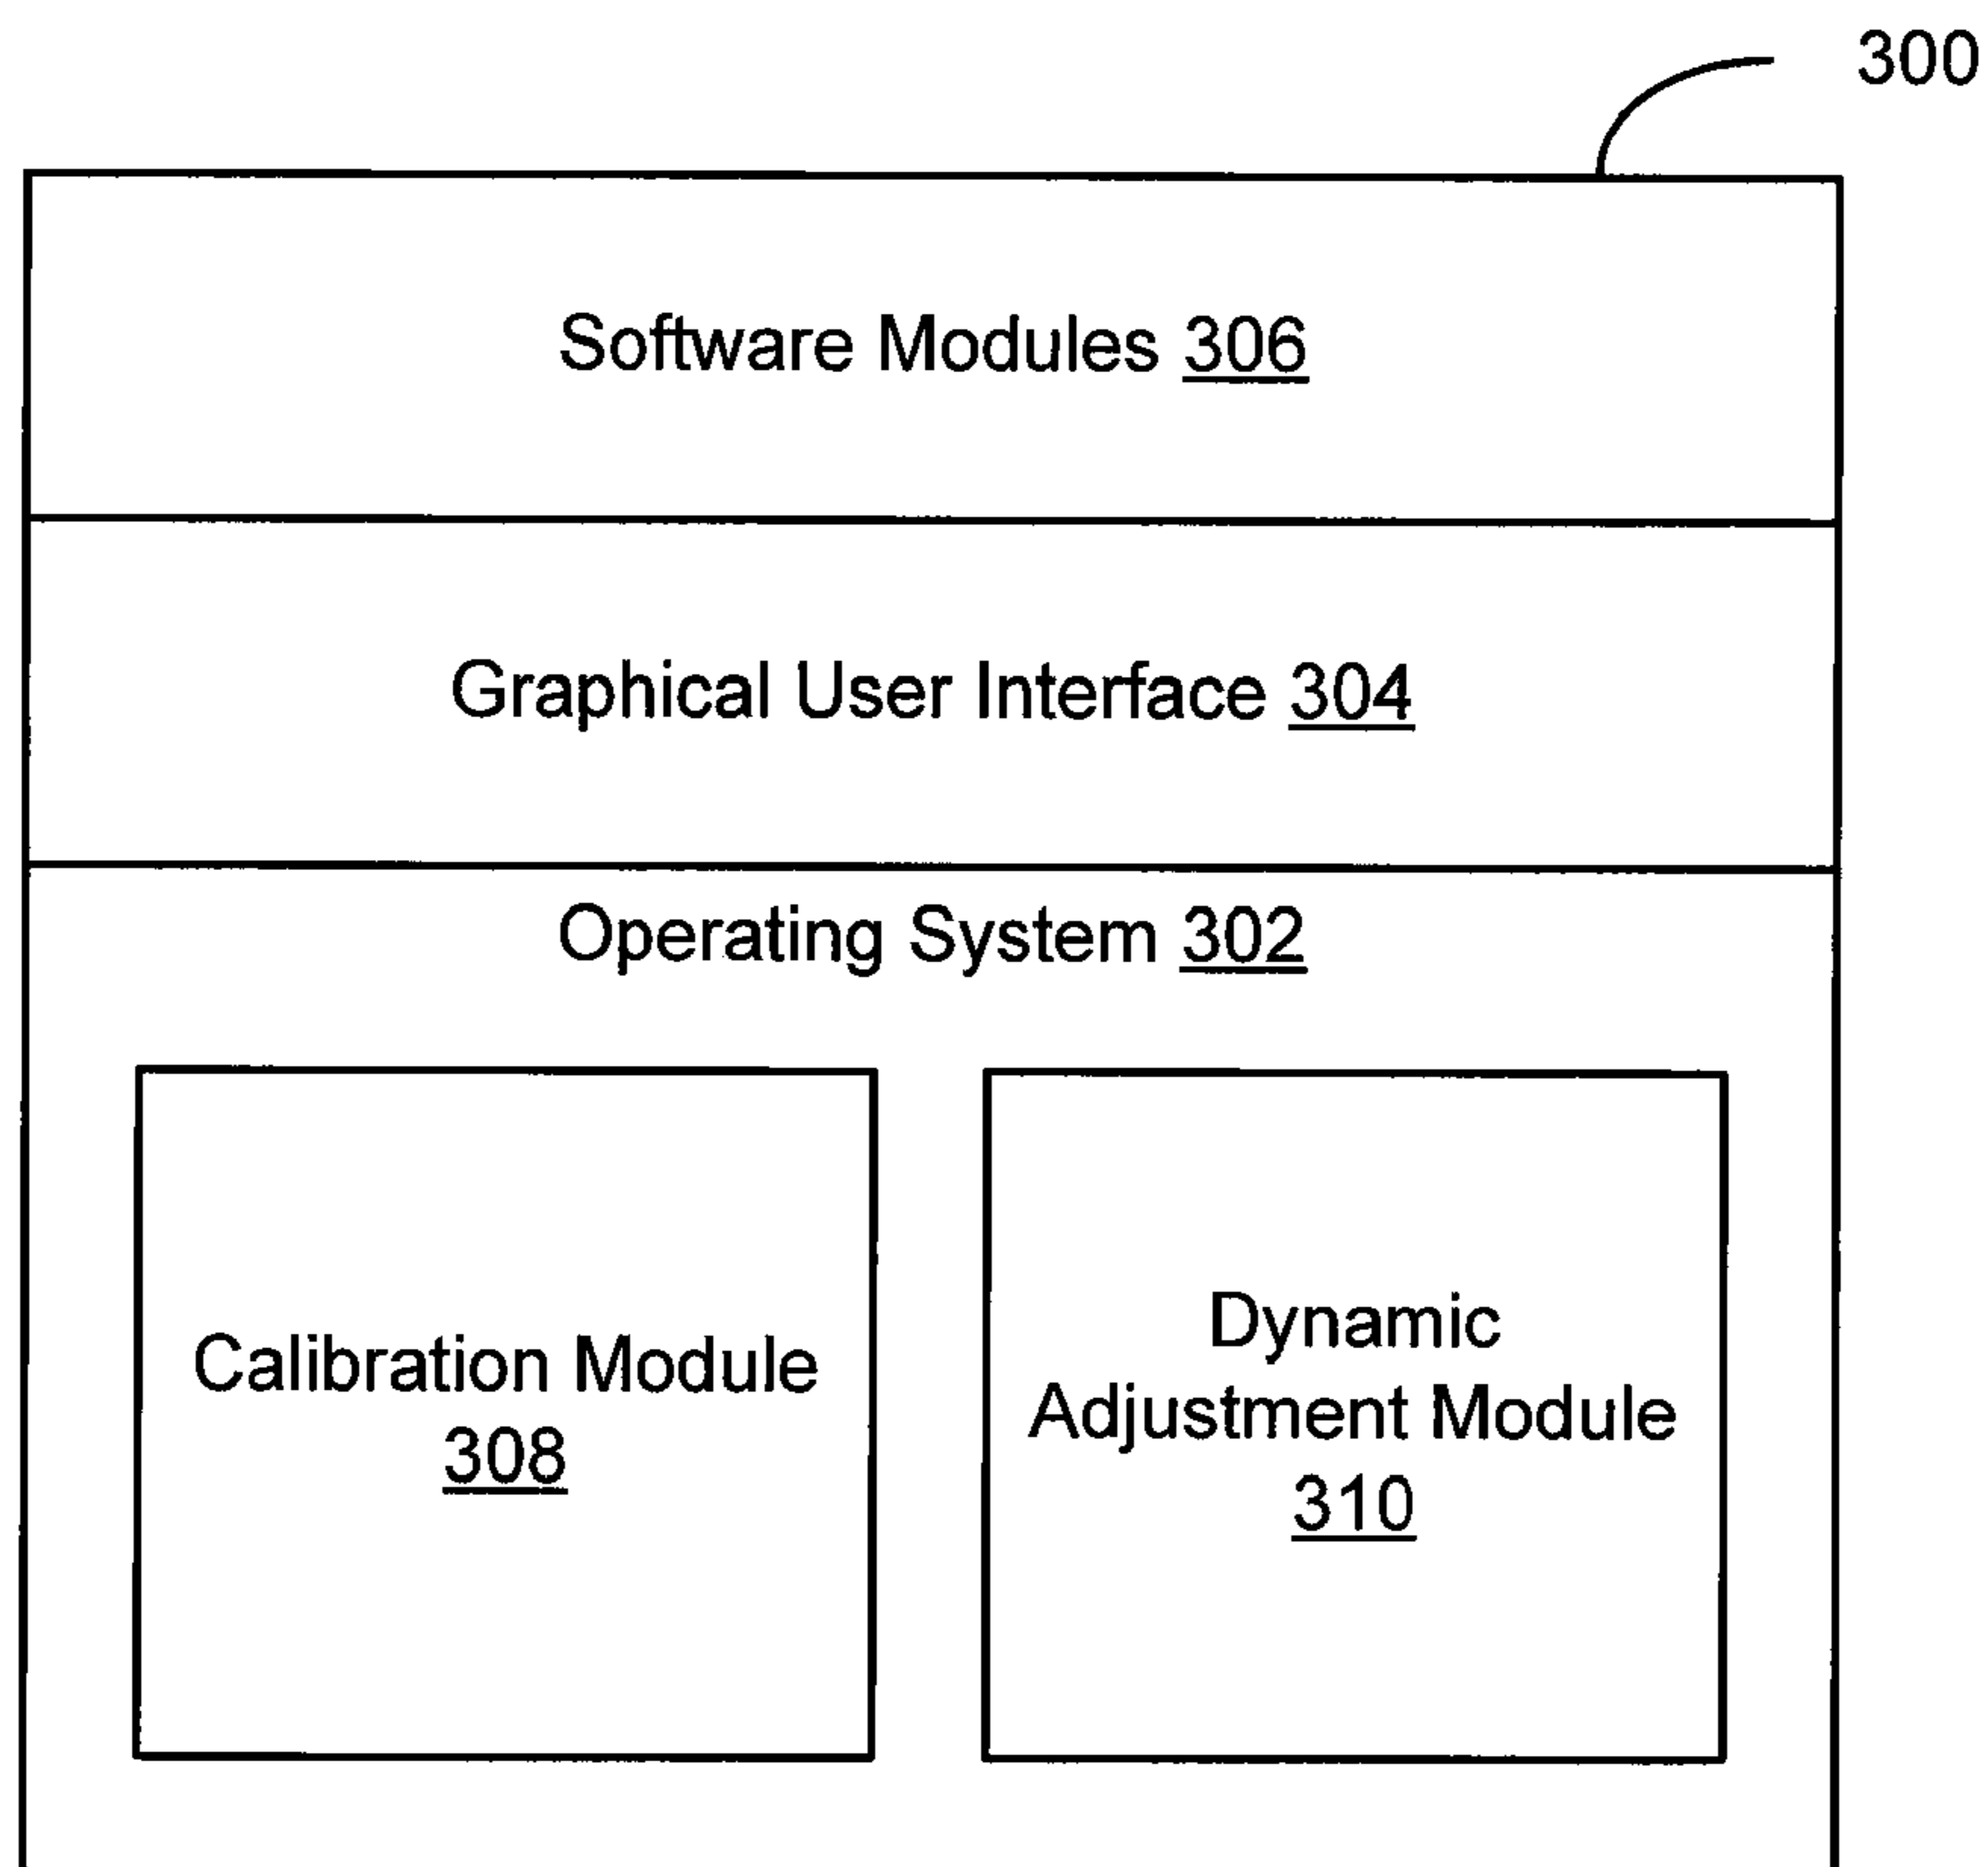 300
Software Modules 306
Graphical User Interface 304
Operating System 302
Calibration Module
308
Dynamic
Adjustment Module
310